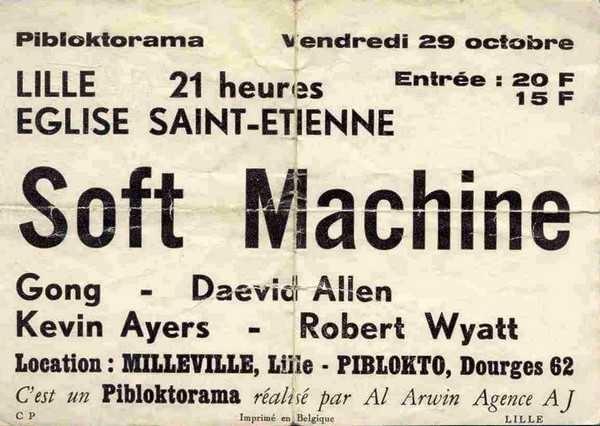 Pibloktorama Vendredi 29 octobre
LILLE 21 heures Entrée : 20 F
15 F
EGLISE SAINT-ETIENNE
Soft Machine
Gong - Daevid Allen
Kevin Ayers - Robert Wyatt
Location : MILLEVILLE, Lille - PIBLOKTO, Dourges 62
C'est un Pibloktorama réalisé par Al Arwin Agence A J
C P Imprimé en Belgique LILLE